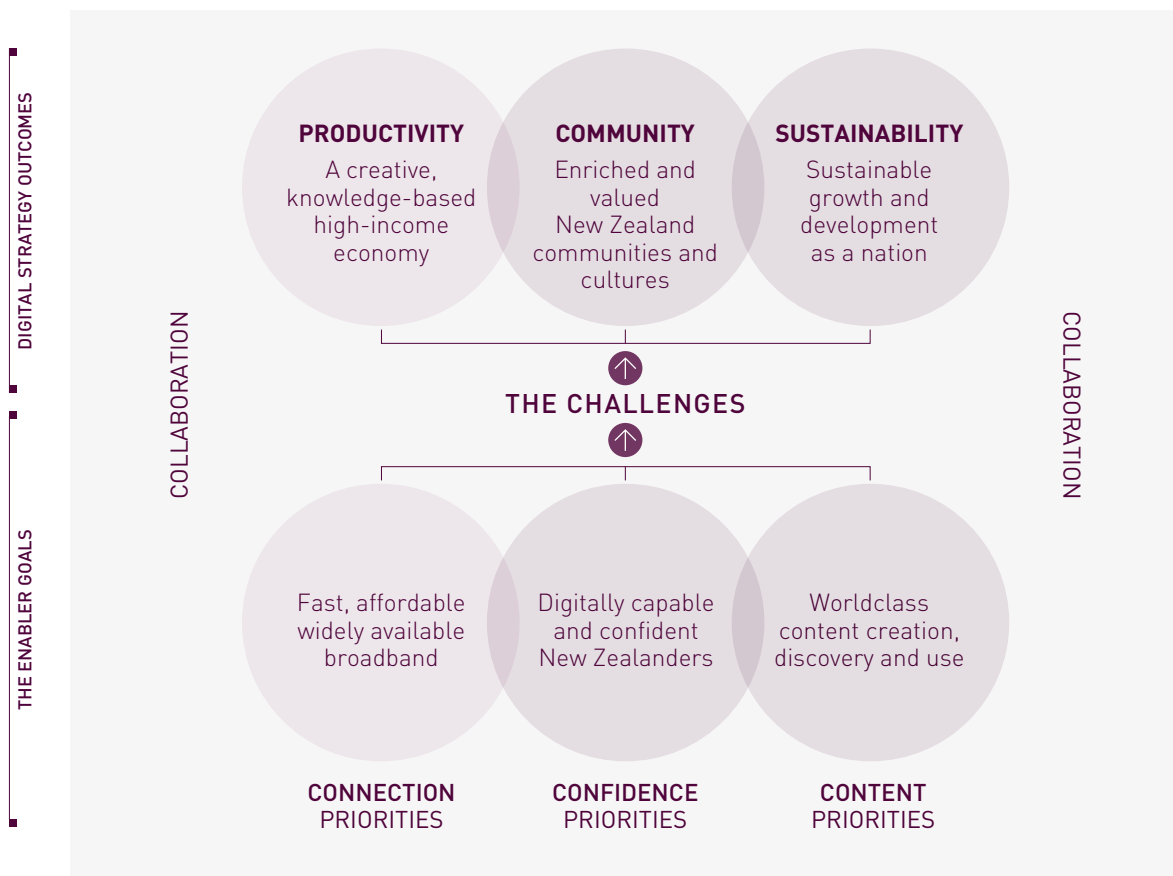 DIGITAL STRATEGY OUTCOMES
PRODUCTIVITY
A creative,
knowledge-based
high-income
economy
COMMUNITY
Enriched and
valued
New Zealand
communities and
cultures
SUSTAINABILITY
Sustainable
growth and
development
as a nation
COLLABORATION
THE CHALLENGES
COLLABORATION
THE ENABLER GOALS
Fast, affordable
widely available
broadband
Digitally capable
and confident
New Zealanders
Worldclass
content creation,
discovery and use
CONNECTION
PRIORITIES
CONFIDENCE
PRIORITIES
CONTENT
PRIORITIES